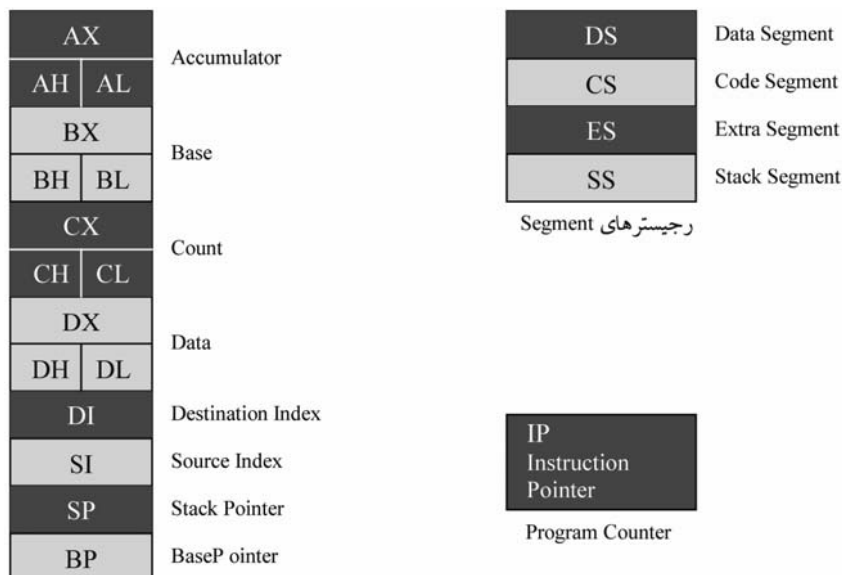 AX
Accumulator
AH AL
BX
Base
BH BL
CX
Count
CH CL
DX
Data
DH DL
DI Destination Index
SI Source Index
SP Stack Pointer
BP BaseP ointer
DS Data Segment
CS Code Segment
ES Extra Segment
SS Stack Segment
رجیسترهای Segment
IP
Instruction
Pointer
Program Counter